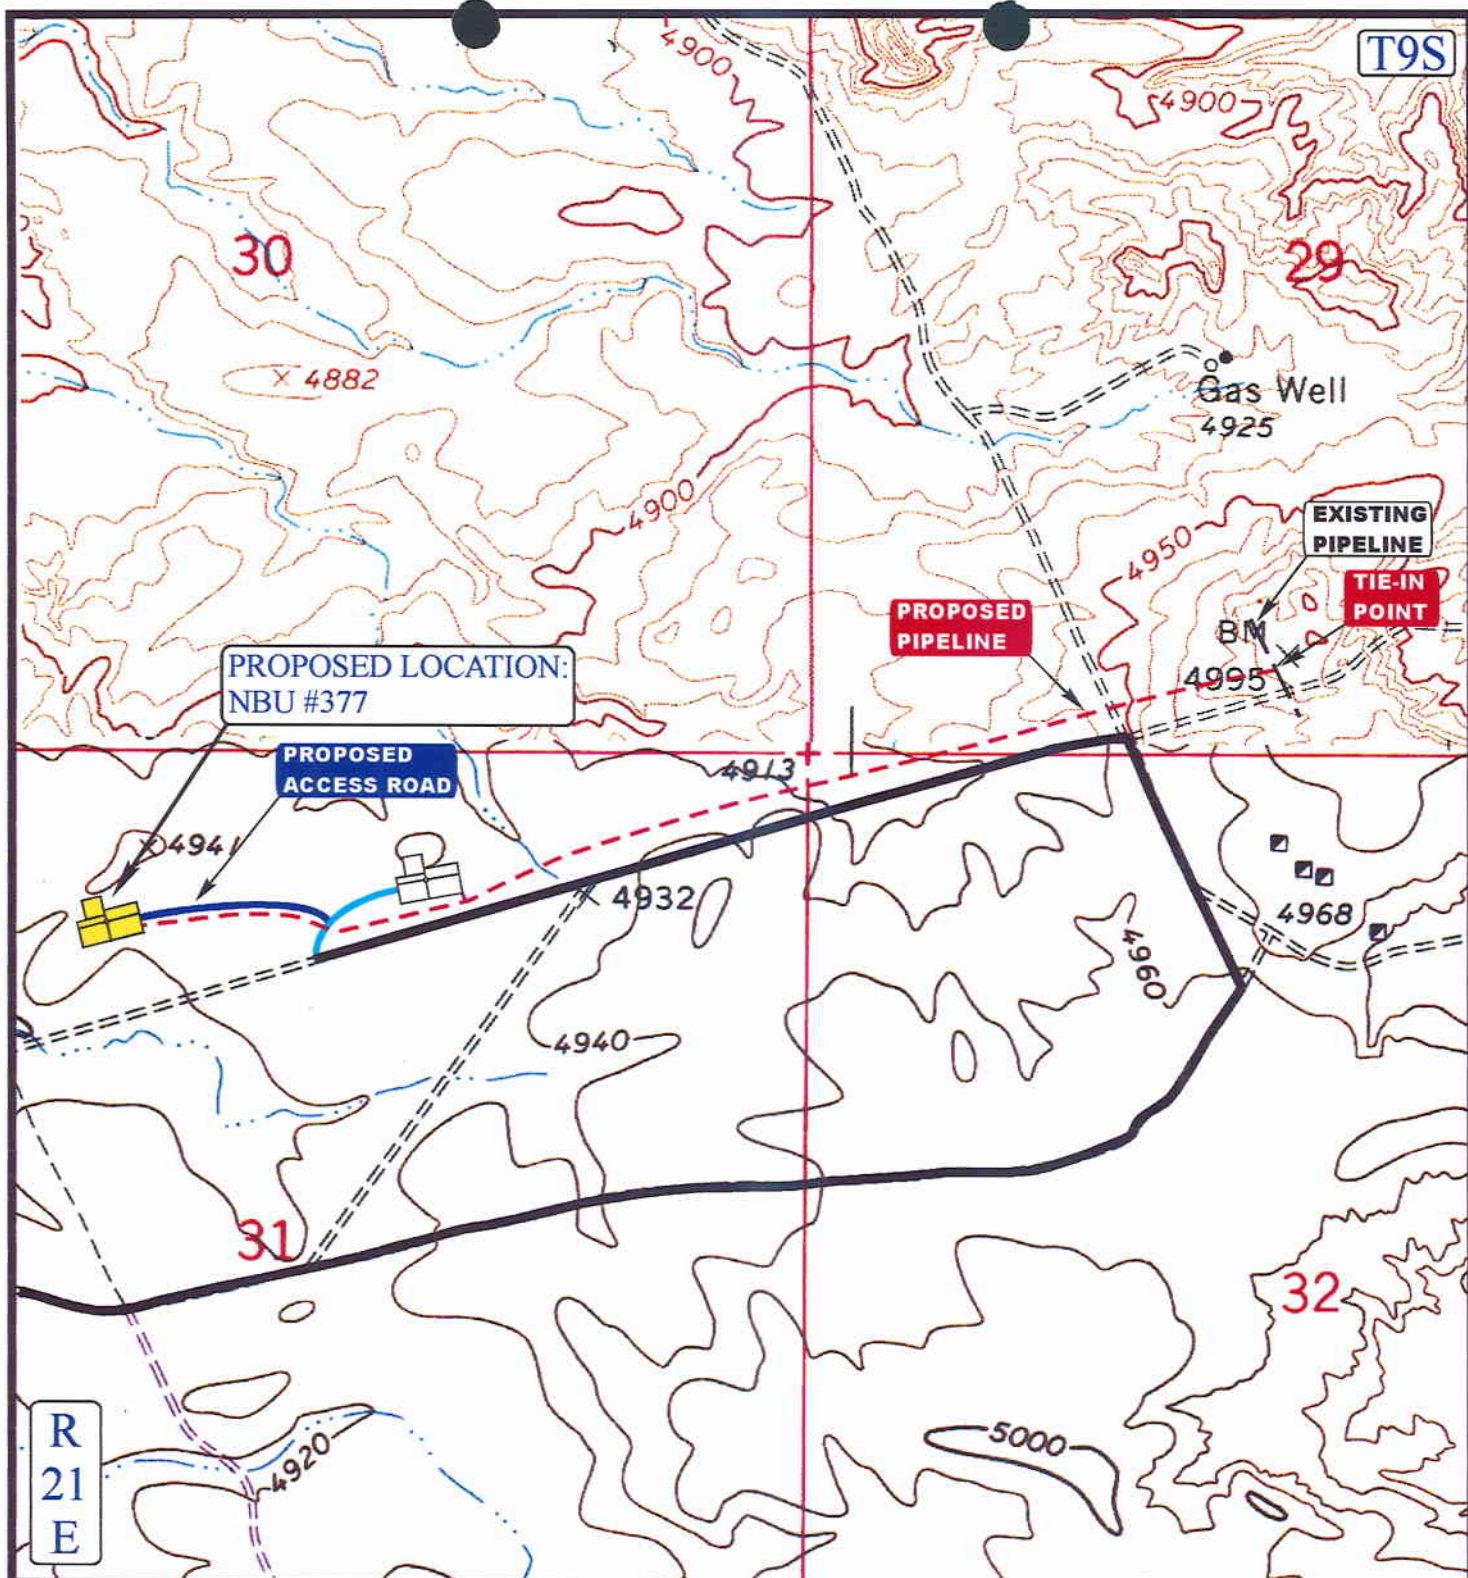 T9S
4900
4900
30
29
4882
Gas Well
4925
4900
EXISTING
PIPELINE
4950
TIE-IN
POINT
PROPOSED
PIPELINE
BM
4995
PROPOSED LOCATION:
NBU #377
PROPOSED
ACCESS ROAD
4913
4941
4932
4968
4960
4940
31
32
R
21
E
4920
5000